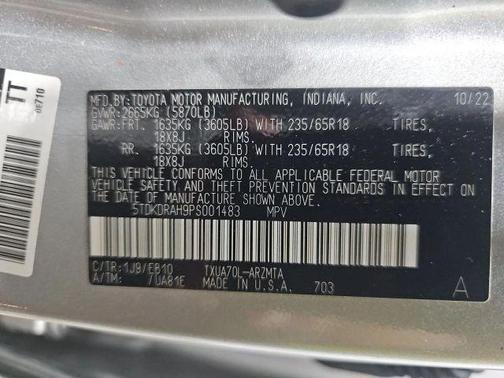 MFD.BY:TOYOTA MOTOR MANUFACTURING, INDIANA, INC. 10/22
GVWR:2665KG (5870LB)
GAWR:FRT. 1635KG (3605LB) WITH 235/65R18 TIRES,
18X8J RIMS.
RR. 1635KG (3605LB) WITH 235/65R18 TIRES,
18X8J RIMS.
THIS VEHICLE CONFORMS TO ALL APPLICABLE FEDERAL MOTOR
VEHICLE SAFETY AND THEFT PREVENTION STANDARDS IN EFFECT ON
THE DATE OF MANUFACTURE SHOWN ABOVE.
5TDKDRAH9PS001483 MPV
C/TR:1J9/EB10 TXUA70L-ARZMTA
A/TM: /UA81E MADE IN U.S.A. 703 A
TT
0E710